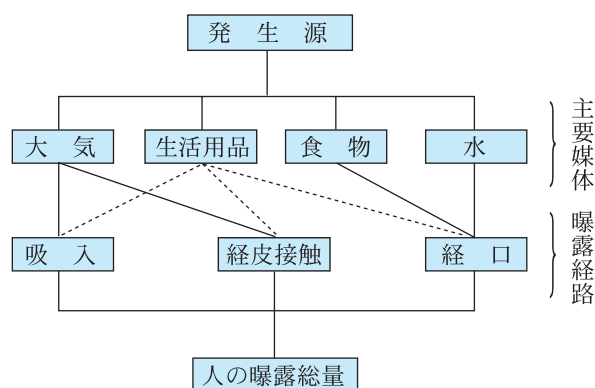 発生源
大気
生活用品
食物
水
主要媒体
吸入
経皮接触
経口
曝露経路
人の曝露総量